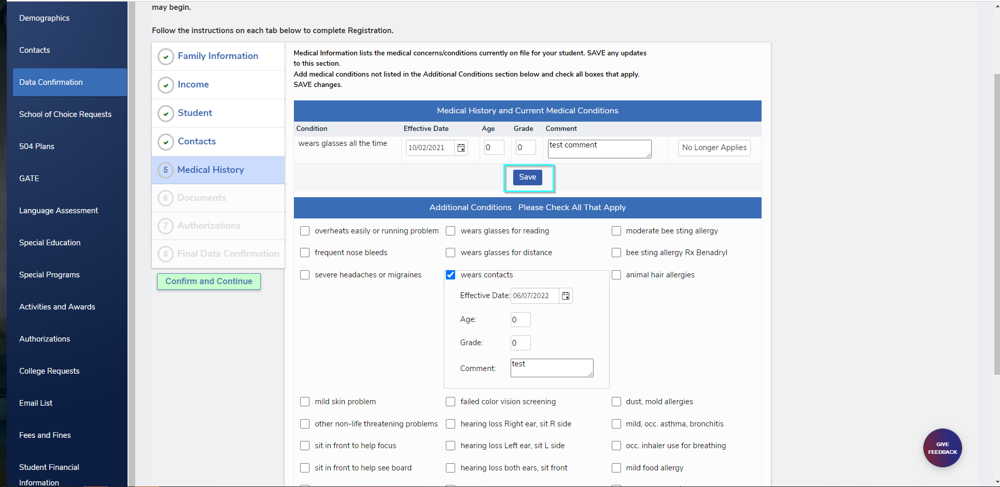 may begin.
Follow the instructions on each tab below to complete Registration.
Demographics
Contacts
Data Confirmation
School of Choice Requests
504 Plans
GATE
Language Assessment
Special Education
Special Programs
Activities and Awards
Authorizations
College Requests
Email List
Fees and Fines
Student Financial
Information
Family Information
Income
Student
Contacts
5 Medical History
6 Documents
7 Authorizations
8 Final Data Confirmation
Confirm and Continue
Medical Information lists the medical concerns/conditions currently on file for your student. SAVE any updates
to this section.
Add medical conditions not listed in the Additional Conditions section below and check all boxes that apply.
SAVE changes.
Medical History and Current Medical Conditions
Condition Effective Date Age Grade Comment
wears glasses all the time 10/02/2021 0 0 test comment No Longer Applies
Save
Additional Conditions Please Check All That Apply
overheats easily or running problem wears glasses for reading moderate bee sting allergy
frequent nose bleeds wears glasses for distance bee sting allergy Rx Benadryl
severe headaches or migraines wears contacts animal hair allergies
Effective Date: 06/07/2022
Age: 0
Grade: 0
Comment: test
mild skin problem failed color vision screening dust, mold allergies
other non-life threatening problems hearing loss Right ear, sit R side mild, occ. asthma, bronchitis
sit in front to help focus hearing loss Left ear, sit L side occ. inhaler use for breathing
sit in front to help see board hearing loss both ears, sit front mild food allergy
GIVE
FEEDBACK